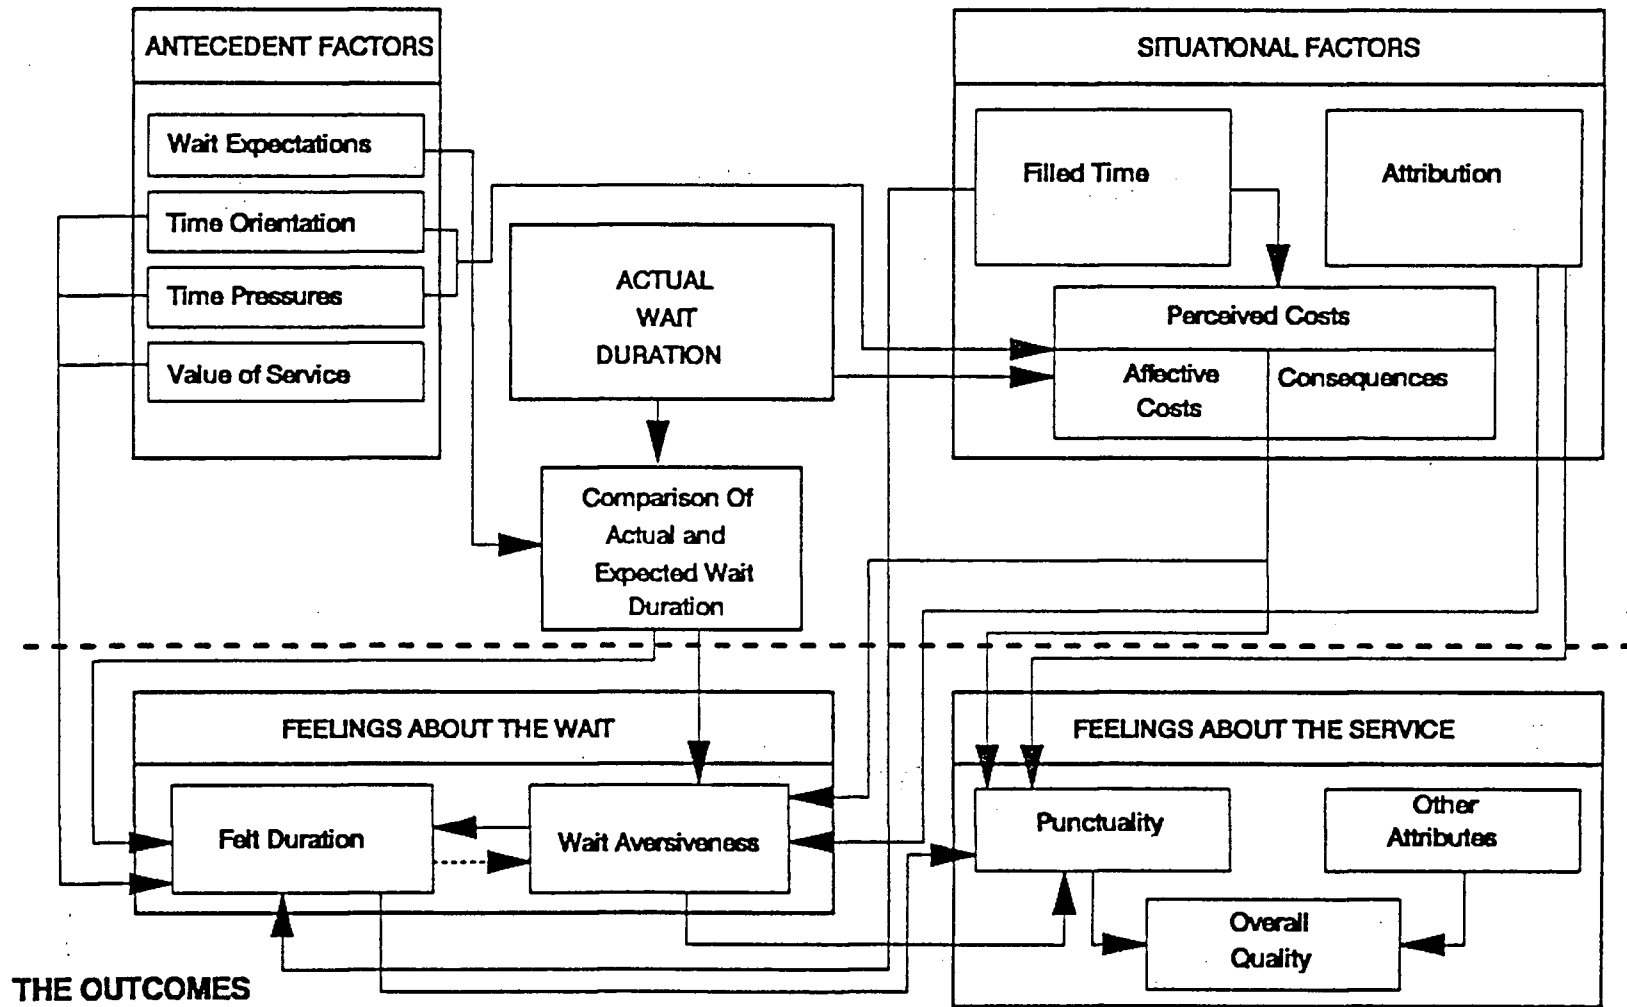 ANTECEDENT FACTORS
Wait Expectations
Time Orientation
Time Pressures
Value of Service
ACTUAL
WAIT
DURATION
Comparison Of
Actual and
Expected Wait
Duration
SITUATIONAL FACTORS
Filled Time
Attribution
Perceived Costs
Affective
Costs
Consequences
FEELINGS ABOUT THE WAIT
Felt Duration
Wait Aversiveness
FEELINGS ABOUT THE SERVICE
Punctuality
Other
Attributes
Overall
Quality
THE OUTCOMES